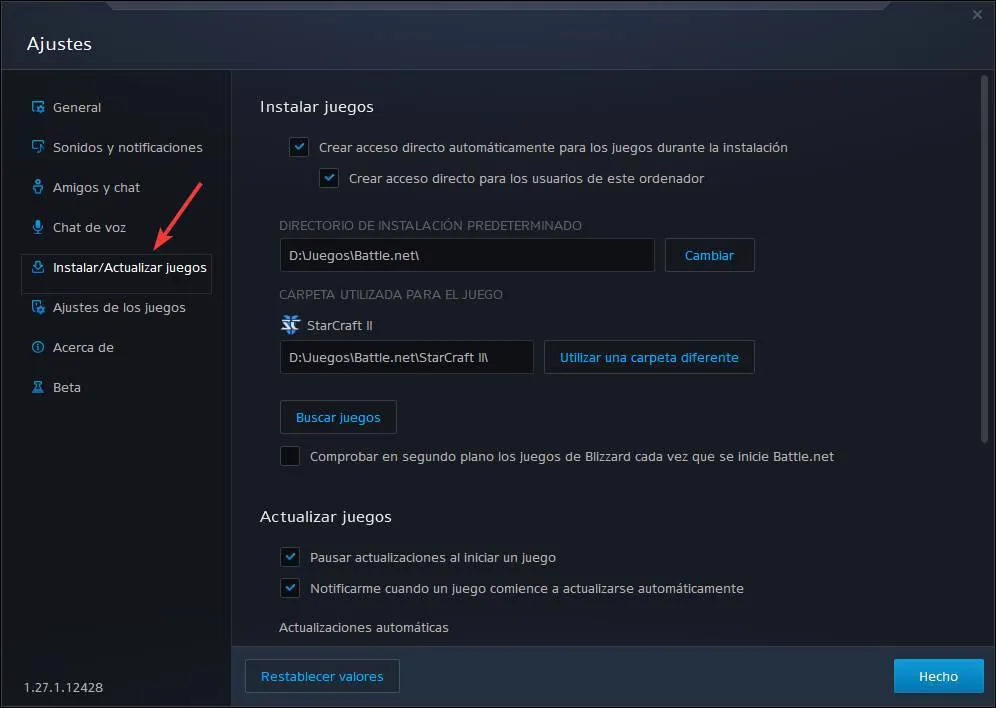 Ajustes
General
Sonidos y notificaciones
Amigos y chat
Chat de voz
Instalar/Actualizar juegos
Ajustes de los juegos
Acerca de
Beta
1.27.1.12428
Instalar juegos
Crear acceso directo automáticamente para los juegos durante la instalación
Crear acceso directo para los usuarios de este ordenador
DIRECTORIO DE INSTALACIÓN PREDETERMINADO
D:\Juegos\Battle.net\
Cambiar
CARPETA UTILIZADA PARA EL JUEGO
StarCraft II
D:\Juegos\Battle.net\StarCraft II\
Utilizar una carpeta diferente
Buscar juegos
Comprobar en segundo plano los juegos de Blizzard cada vez que se inicie Battle.net
Actualizar juegos
Pausar actualizaciones al iniciar un juego
Notificarme cuando un juego comience a actualizarse automáticamente
Actualizaciones automáticas
Restablecer valores
Hecho